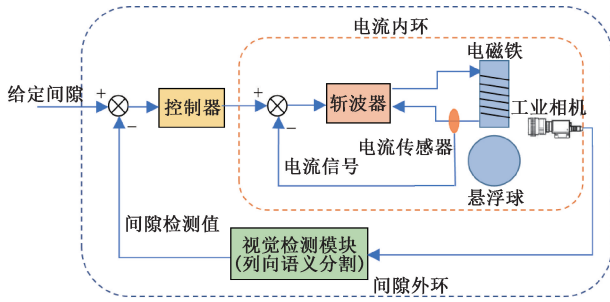 电流内环
电磁铁
给定间隙
+
−
控制器
+
−
斩波器
工业相机
电流传感器
电流信号
悬浮球
间隙检测值
视觉检测模块
(列向语义分割)
间隙外环